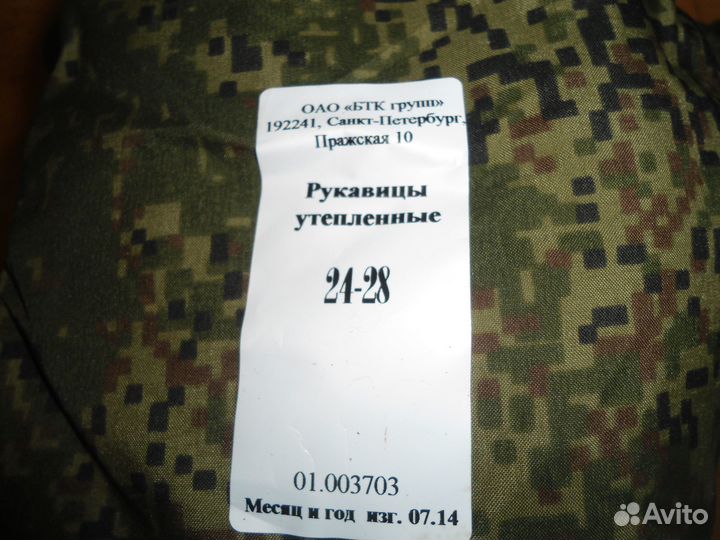 ОАО «БТК групп»
192241, Санкт-Петербург,
Пражская 10
Рукавицы
утепленные
24-28
01.003703
Месяц и год изг. 07.14
Avito